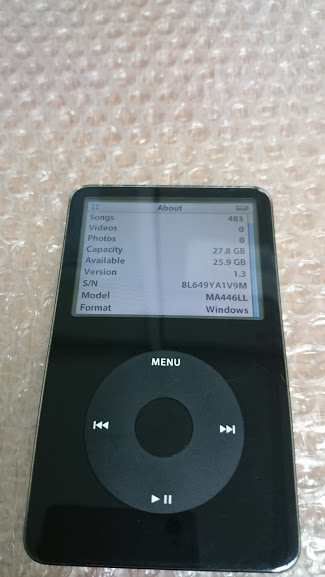 About
Songs 483
Videos 0
Photos 0
Capacity 27.8 GB
Available 25.9 GB
Version 1.3
S/N 8L649YA1V9M
Model MA446LL
Format Windows
MENU